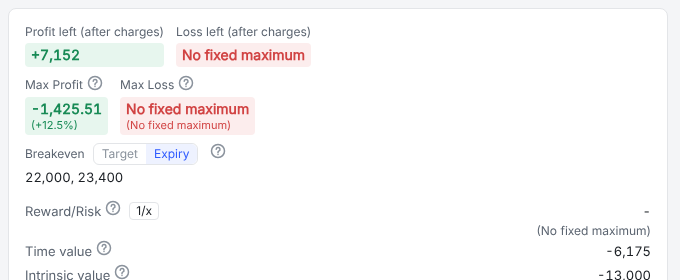 Profit left (after charges) Loss left (after charges)
+7,152 No fixed maximum
Max Profit ? Max Loss ?
-1,425.51 No fixed maximum
(+12.5%) (No fixed maximum)
Breakeven Target Expiry ?
22,000, 23,400
Reward/Risk ? 1/x -
(No fixed maximum)
Time value ? -6,175
Intrinsic value ? -13,000